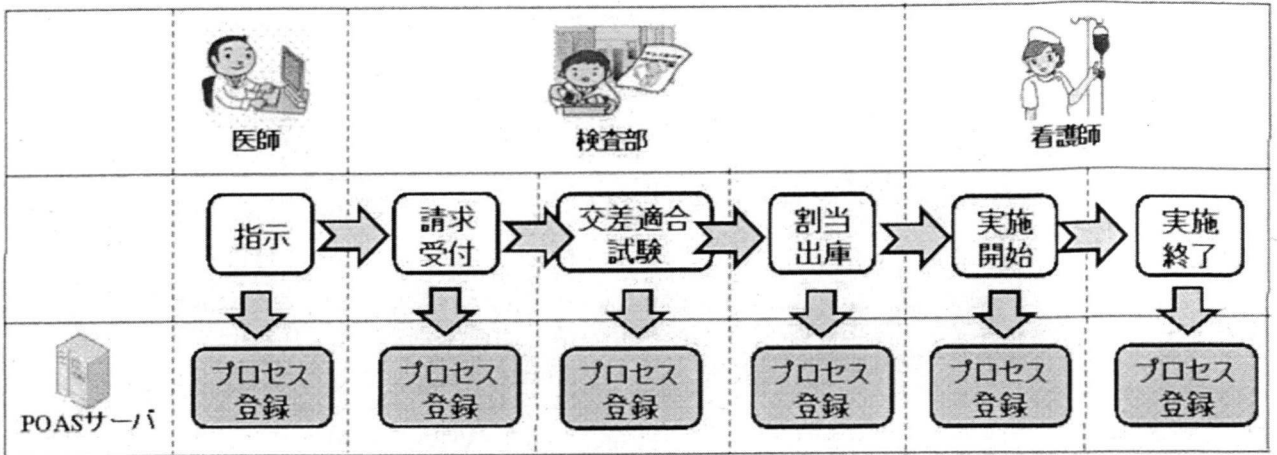 医師
検査部
看護師
指示
請求
受付
交差適合
試験
割当
出庫
実施
開始
実施
終了
POASサーバ
プロセス
登録
プロセス
登録
プロセス
登録
プロセス
登録
プロセス
登録
プロセス
登録